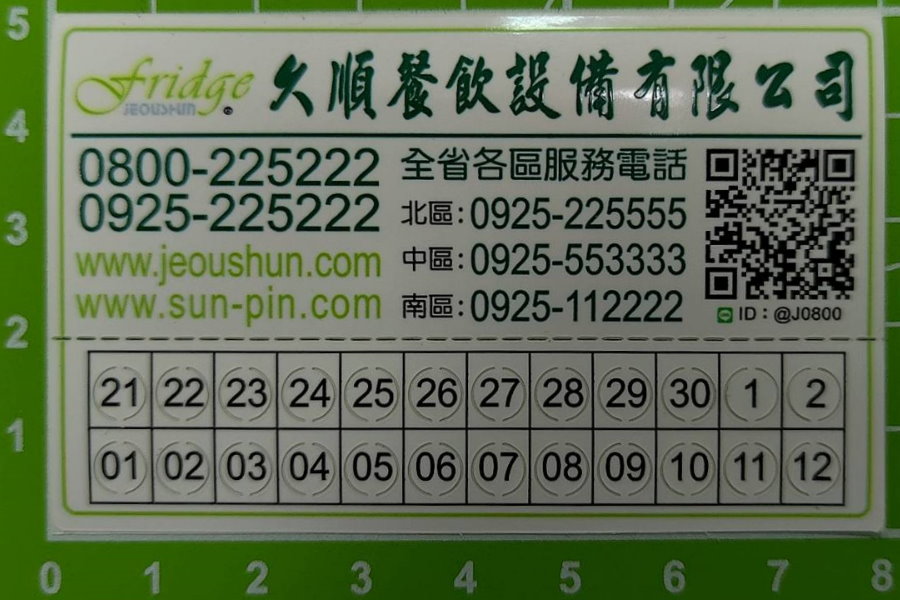 Fridge 久順餐飲設備有限公司
JEOUSHUN
0800-225222 全省各區服務電話
0925-225222 北區:0925-225555
www.jeoushun.com 中區:0925-553333
www.sun-pin.com 南區:0925-112222
ID:@J0800
21 22 23 24 25 26 27 28 29 30 1 2
01 02 03 04 05 06 07 08 09 10 11 12
5
4
3
2
1
0 1 2 3 4 5 6 7 8